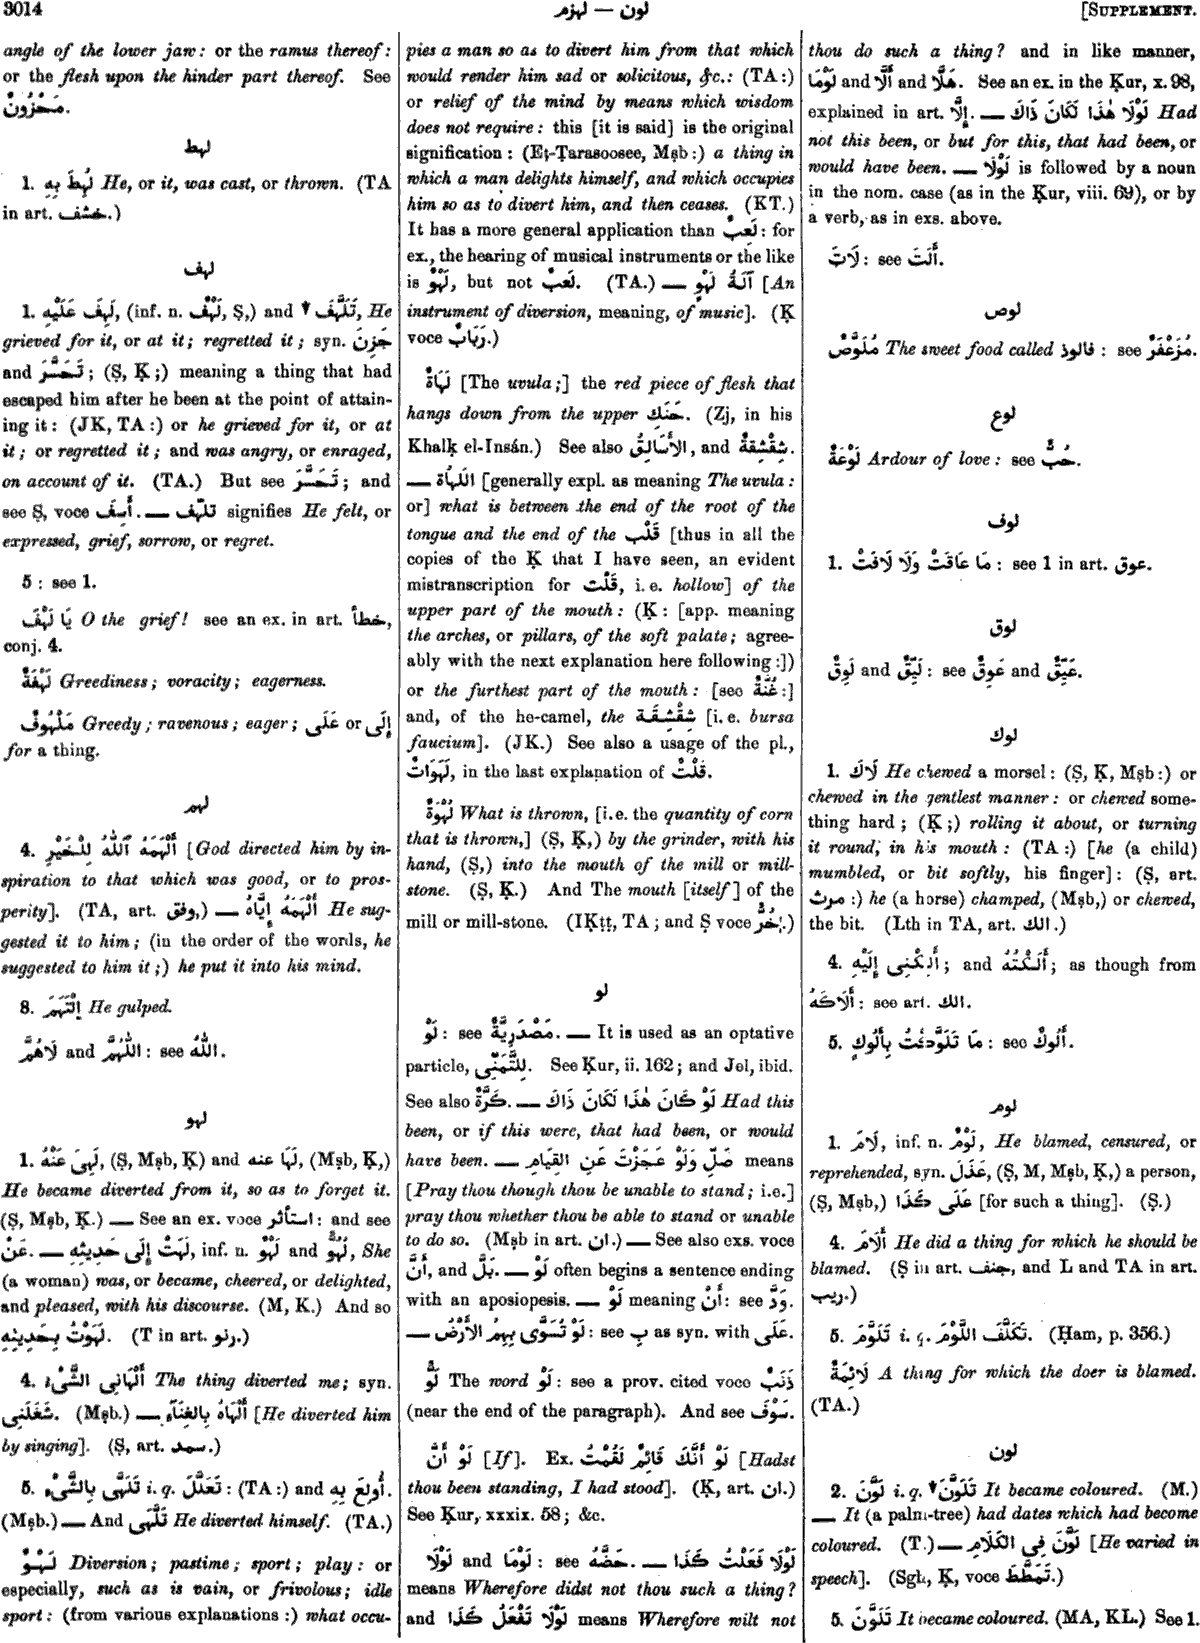 3014
لهزم — لون
[SUPPLEMENT.
angle of the lower jaw: or the ramus thereof:
or the flesh upon the hinder part thereof. See
مَحْزُونٌ.
لهط
1. لُهِطَ بِهِ He, or it, was cast, or thrown. (TA
in art. خشف.)
لهف
1. لَهِفَ عَلَيْهِ, (inf. n. لَهْفٌ, Ṣ,) and ▾ تَلَهَّفَ, He
grieved for it, or at it; regretted it; syn. حَزِنَ
and تَحَسَّرَ; (Ṣ, Ḳ;) meaning a thing that had
escaped him after he been at the point of attain-
ing it: (JK, TA:) or he grieved for it, or at
it; or regretted it; and was angry, or enraged,
on account of it. (TA.) But see تَحَسَّرَ; and
see Ṣ, voce أَسِفَ. — تلهّف signifies He felt, or
expressed, grief, sorrow, or regret.
5: see 1.
يَا لَهْفَ O the grief! see an ex. in art. خطأ,
conj. 4.
لَهْفَةٌ Greediness; voracity; eagerness.
مَلْهُوفٌ Greedy; ravenous; eager; عَلَى or إِلَى
for a thing.
لهم
4. أَلْهَمَهُ ٱللّٰهُ لِلْخَيْرِ [God directed him by in-
spiration to that which was good, or to pros-
perity]. (TA, art. وفق,) — أَلْهَمَهُ إِيَّاهُ He sug-
gested it to him; (in the order of the words, he
suggested to him it;) he put it into his mind.
8. اِلْتَهَمَ He gulped.
لَاهُمَّ and اللّٰهُمَّ: see اللّٰهُ.
لهو
1. لَهِىَ عَنْهُ, (Ṣ, Mṣb, Ḳ) and لَهَا عنه, (Mṣb, Ḳ,)
He became diverted from it, so as to forget it.
(Ṣ, Mṣb, Ḳ.) — See an ex. voce استأثر: and see
عَنْ. — لَهَتْ إِلَى حَدِيثِهِ, inf. n. لَهْوٌ and لُهُوٌّ, She
(a woman) was, or became, cheered, or delighted,
and pleased, with his discourse. (M, K.) And so
لَهَوْتُ بِحَدِيثِهِ. (T in art. رنو.)
4. أَلْهَانِى الشَّىْءُ The thing diverted me; syn.
شَغَلَنِى. (Mṣb.) — أَلْهَاهُ بِالغِنَآءِ [He diverted him
by singing]. (Ṣ, art. سمد.)
5. تَلَهَّى بِالشَّىْءِ i. q. تَعَلَّلَ: (TA:) and أُولِعَ بِهِ.
(Mṣb.) — And تَلَهَّى He diverted himself. (TA.)
لَهْوٌ Diversion; pastime; sport; play: or
especially, such as is vain, or frivolous; idle
sport: (from various explanations:) what occu-
pies a man so as to divert him from that which
would render him sad or solicitous, &c.: (TA:)
or relief of the mind by means which wisdom
does not require: this [it is said] is the original
signification: (Eṭ-Ṭarasoosee, Mṣb:) a thing in
which a man delights himself, and which occupies
him so as to divert him, and then ceases. (KT.)
It has a more general application than لَعِبٌ: for
ex., the hearing of musical instruments or the like
is لَهْوٌ, but not لَعِبٌ. (TA.) — آلَةُ لَهْوٍ [An
instrument of diversion, meaning, of music]. (Ḳ
voce رَبَابٌ.)
لَهَاةٌ [The uvula;] the red piece of flesh that
hangs down from the upper حَنَك. (Zj, in his
Khalḳ el-Insán.) See also الأَسَالِقُ, and شِقْشِقَةٌ.
— اللَّهَاةُ [generally expl. as meaning The uvula:
or] what is between the end of the root of the
tongue and the end of the قَلْب [thus in all the
copies of the Ḳ that I have seen, an evident
mistranscription for قَلْت, i. e. hollow] of the
upper part of the mouth: (Ḳ: [app. meaning
the arches, or pillars, of the soft palate; agree-
ably with the next explanation here following:])
or the furthest part of the mouth: [see غُنَّةٌ:]
and, of the he-camel, the شِقْشِقَة [i. e. bursa
faucium]. (JK.) See also a usage of the pl.,
لَهَوَاتٌ, in the last explanation of قَلْتٌ.
لُهْوَةٌ What is thrown, [i. e. the quantity of corn
that is thrown,] (Ṣ, Ḳ,) by the grinder, with his
hand, (Ṣ,) into the mouth of the mill or mill-
stone. (Ṣ, Ḳ.) And The mouth [itself] of the
mill or mill-stone. (IḲṭṭ, TA; and Ṣ voce خُرٌّ.)
لو
لَوْ: see مَصْدَرِيَّةٌ. — It is used as an optative
particle, لِلتَّمَنِّى. See Ḳur, ii. 162; and Jel, ibid.
See also كَرَّةٌ. — لَوْ كَانَ هٰذَا لَكَانَ ذَاكَ Had this
been, or if this were, that had been, or would
have been. — صَلِّ وَلَوْ عَجَزْتَ عَنِ القِيَامِ means
[Pray thou though thou be unable to stand; i.e.]
pray thou whether thou be able to stand or unable
to do so. (Mṣb in art. ان.) — See also exs. voce
أَنَّ, and بَلَّ. — لَوْ often begins a sentence ending
with an aposiopesis. — لَوْ meaning أَنْ: see وَدَّ.
— لَوْ تُسَوَّى بِهِمُ الأَرْضُ: see بِ as syn. with عَلَى.
لَوٌّ The word لَوْ: see a prov. cited voce ذَنَبٌ
(near the end of the paragraph). And see سَوْفَ.
لَوْ أَنَّ [If]. Ex. لَوْ أَنَّكَ قَائِمٌ لَقُمْتُ [Hadst
thou been standing, I had stood]. (Ḳ, art. ان.)
See Ḳur, xxxix. 58; &c.
لَوْلَا and لَوْمَا: see حَضَّهُ. — لَوْلَا فَعَلْتَ كَذَا
means Wherefore didst not thou such a thing?
and لَوْلَا تَفْعَلُ كَذَا means Wherefore wilt not
thou do such a thing? and in like manner,
لَوْمَا and أَلَّا and هَلَّا. See an ex. in the Ḳur, x. 98,
explained in art. إِلَّا. — لَوْلَا هٰذَا لَكَانَ ذَاكَ Had
not this been, or but for this, that had been, or
would have been. — لَوْلَا is followed by a noun
in the nom. case (as in the Ḳur, viii. 69), or by
a verb, as in exs. above.
لَاتَ: see أَلَتَ.
لوص
مُلَوَّصٌ The sweet food called فالوذ: see مُزَعْفَرٌ.
لوع
لَوْعَةٌ Ardour of love: see حُبٌّ.
لوف
1. مَا عَاقَتْ وَلَا لَافَتْ: see 1 in art. عوق.
لوق
لَوِقٌ and لَيِّقٌ: see عَوِقٌ and عَيِّقٌ.
لوك
1. لَاكَ He chewed a morsel: (Ṣ, Ḳ, Mṣb:) or
chewed in the gentlest manner: or chewed some-
thing hard; (Ḳ;) rolling it about, or turning
it round, in his mouth: (TA:) [he (a child)
mumbled, or bit softly, his finger]: (Ṣ, art.
مرث:) he (a horse) champed, (Mṣb,) or chewed,
the bit. (Lth in TA, art. الك.)
4. أَلِكْنِى إِلَيْهِ; and أَلَكْتُهُ; as though from
أَلَاكَهُ: see art. الك.
5. مَا تَلَوَّكْتُ بِأَلُوكٍ: see أَلُوكٌ.
لوم
1. لَامَ, inf. n. لَوْمٌ, He blamed, censured, or
reprehended, syn. عَذَلَ, (Ṣ, M, Mṣb, Ḳ,) a person,
(Ṣ, Mṣb,) عَلَى كَذَا [for such a thing]. (Ṣ.)
4. أَلَامَ He did a thing for which he should be
blamed. (Ṣ in art. جنف, and L and TA in art.
ريب.)
5. تَلَوَّمَ i. q. تَكَلَّفَ اللَّوْمَ. (Ḥam, p. 356.)
لَائِمَةٌ A thing for which the doer is blamed.
(TA.)
لون
2. لَوَّنَ i. q. ▾ تَلَوَّنَ It became coloured. (M.)
— It (a palm-tree) had dates which had become
coloured. (T.) — لَوَّنَ فِى الكَلَامِ [He varied in
speech]. (Sgh, Ḳ, voce تَمَطَّطَ.)
5. تَلَوَّنَ It became coloured. (MA, KL.) See 1.